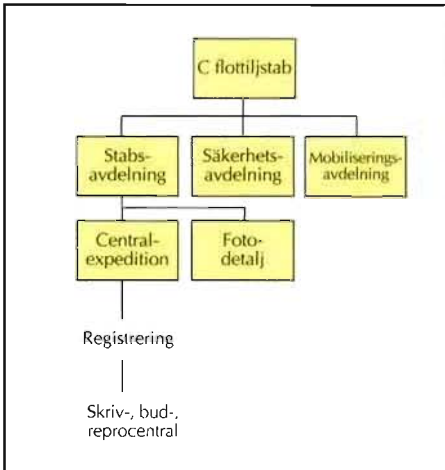 C flottiljstab
Stabs-
avdelning
Säkerhets-
avdelning
Mobiliserings-
avdelning
Central-
expedition
Foto-
detalj
Registrering
Skriv-, bud-,
reprocentral